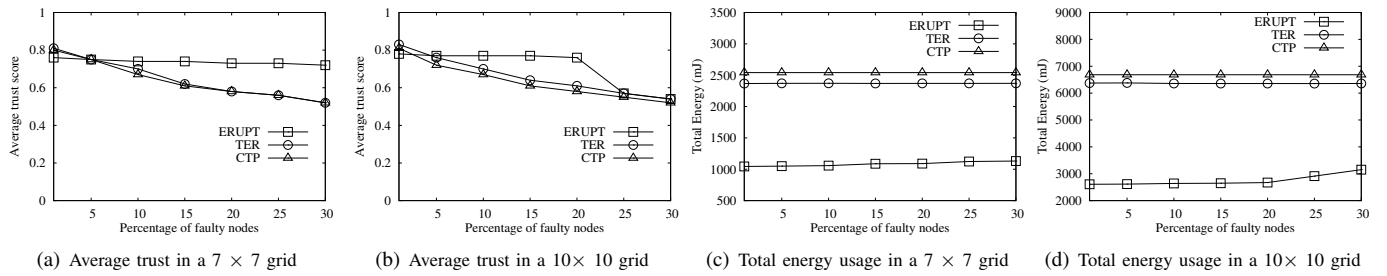 1
0.8
0.6
0.4
0.2
0
5
10
15
20
25
30
Average trust score
Percentage of faulty nodes
ERUPT
TER
CTP
(a) Average trust in a 7 × 7 grid
1
0.8
0.6
0.4
0.2
0
5
10
15
20
25
30
Average trust score
Percentage of faulty nodes
ERUPT
TER
CTP
(b) Average trust in a 10× 10 grid
3500
3000
2500
2000
1500
1000
500
5
10
15
20
25
30
Total Energy (mJ)
Percentage of faulty nodes
ERUPT
TER
CTP
(c) Total energy usage in a 7 × 7 grid
9000
8000
7000
6000
5000
4000
3000
2000
5
10
15
20
25
30
Total Energy (mJ)
Percentage of faulty nodes
ERUPT
TER
CTP
(d) Total energy usage in a 10× 10 grid